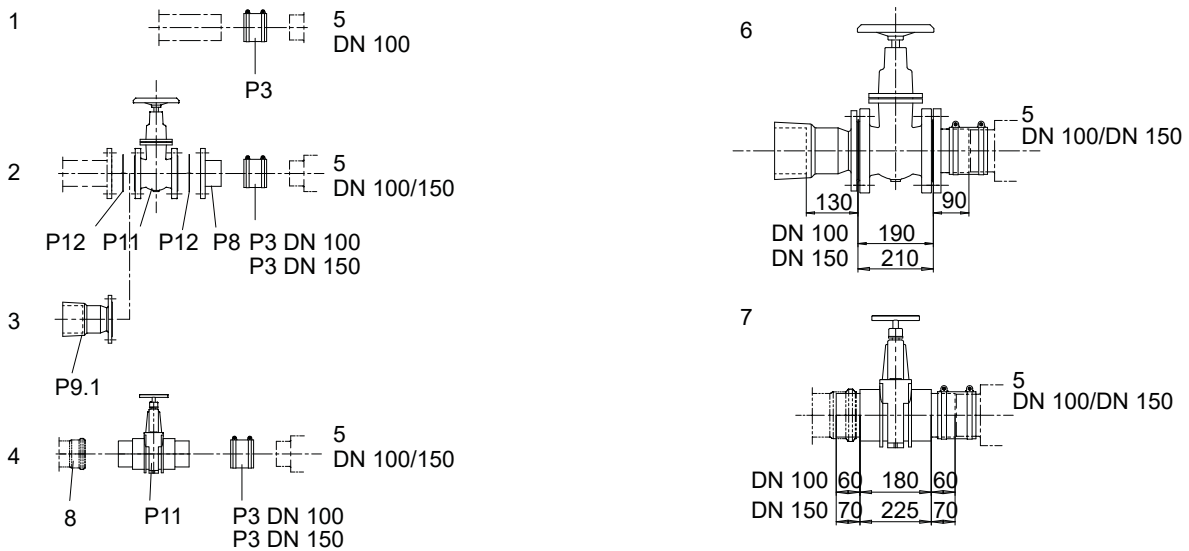 1
5
DN 100
P3
2
5
DN 100/150
P12 P11 P12 P8 P3 DN 100
P3 DN 150
3
P9.1
4
5
DN 100/150
8 P11 P3 DN 100
P3 DN 150
6
5
DN 100/DN 150
130 90
DN 100 190
DN 150 210
7
5
DN 100/DN 150
DN 100 60 180 60
DN 150 70 225 70